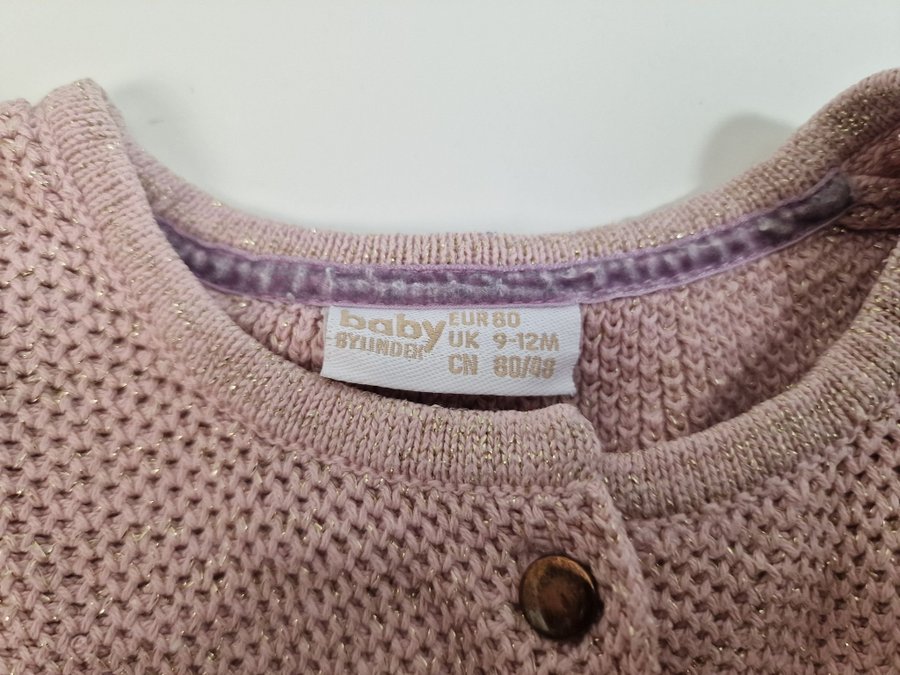 baby
BYLINDEX
EUR 80
UK 9-12M
CN 80/48